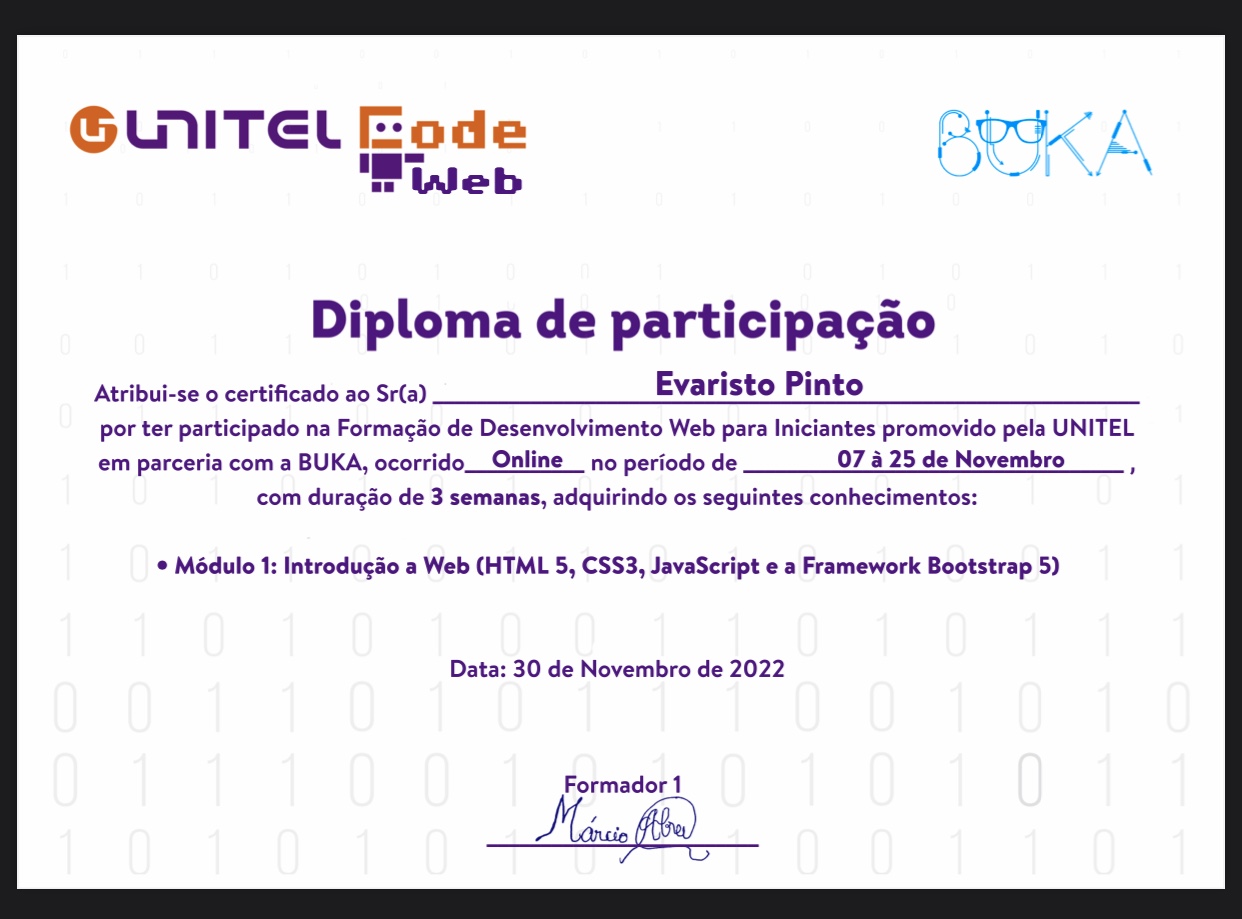 UNITEL Code
Web
BUKA
Diploma de participação
Atribui-se o certificado ao Sr(a) Evaristo Pinto
por ter participado na Formação de Desenvolvimento Web para Iniciantes promovido pela UNITEL
em parceria com a BUKA, ocorrido Online no período de 07 à 25 de Novembro ,
com duração de 3 semanas, adquirindo os seguintes conhecimentos:
• Módulo 1: Introdução a Web (HTML 5, CSS3, JavaScript e a Framework Bootstrap 5)
Data: 30 de Novembro de 2022
Formador 1
Márcio Abreu